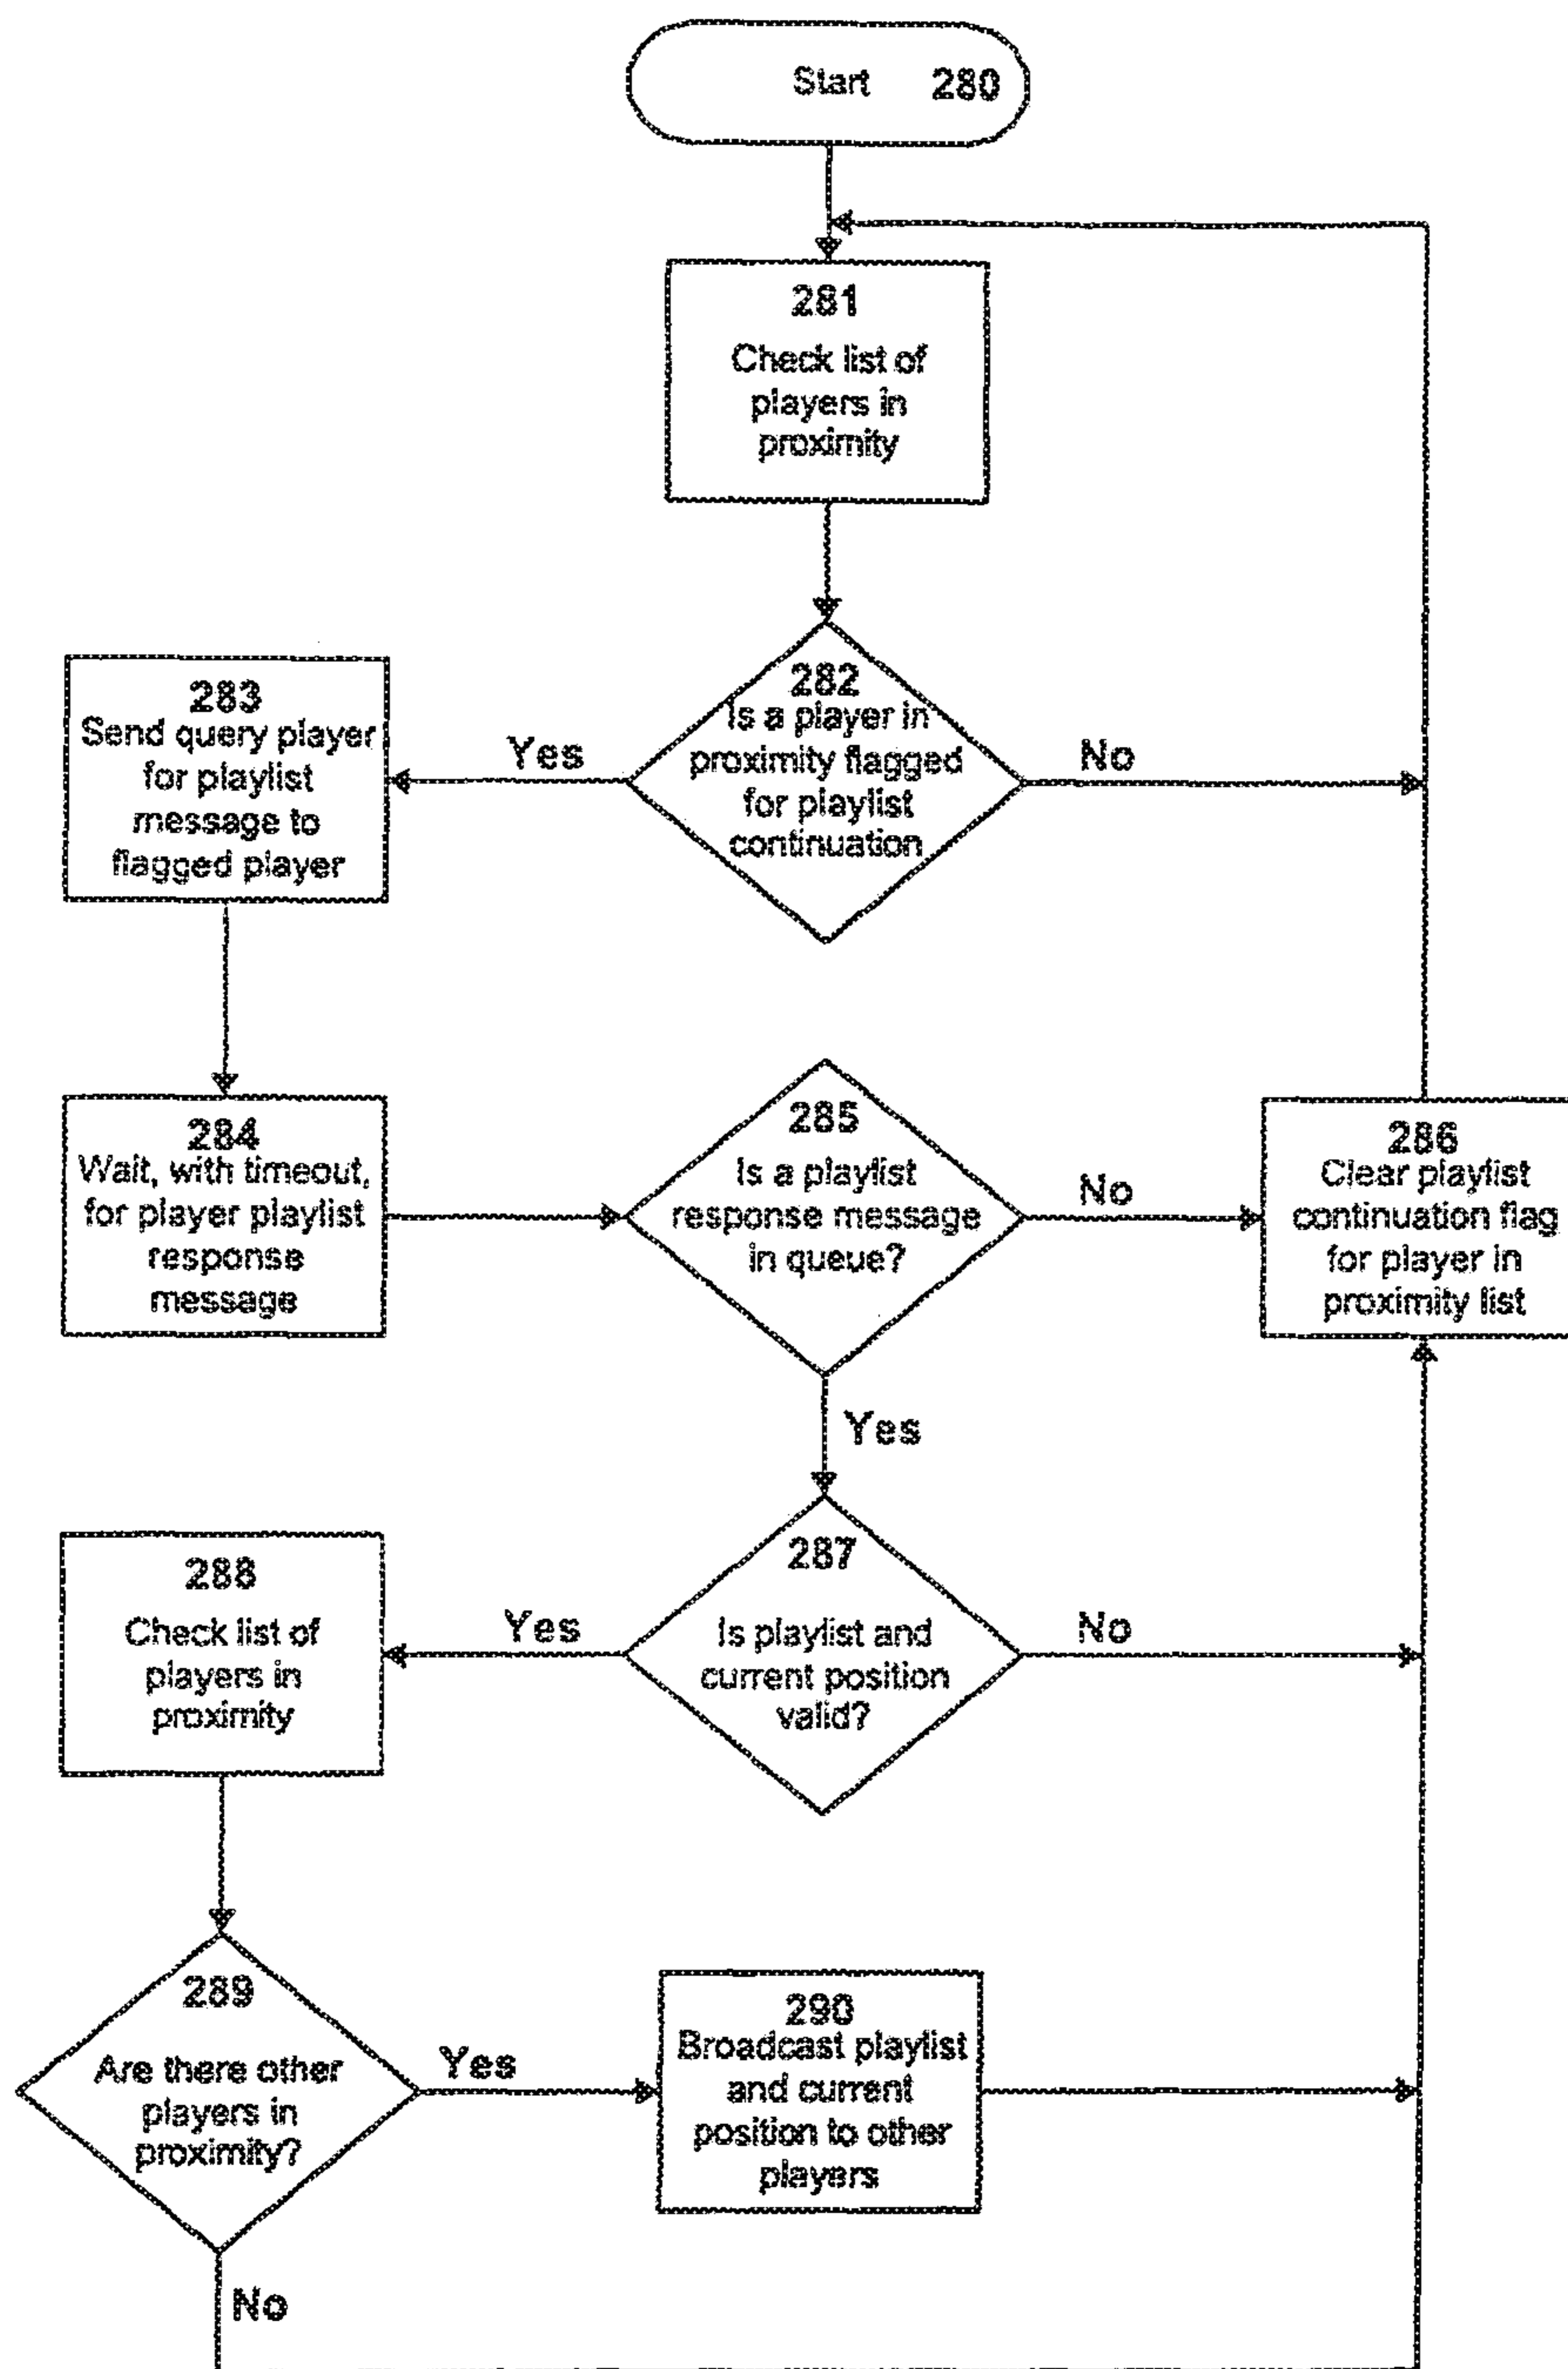 Start 280
281
Check list of
players in
proximity
282
Is a player in
proximity flagged
for playlist
continuation
Yes
No
283
Send query player
for playlist
message to
flagged player
284
Wait, with timeout,
for player playlist
response
message
285
Is a playlist
response message
in queue?
No
Yes
286
Clear playlist
continuation flag
for player in
proximity list
287
Is playlist and
current position
valid?
Yes
No
288
Check list of
players in
proximity
289
Are there other
players in
proximity?
Yes
No
290
Broadcast playlist
and current
position to other
players